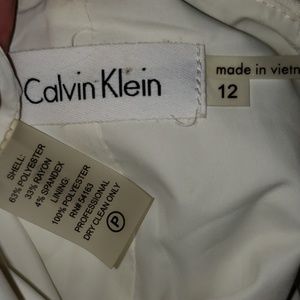 Calvin Klein
made in vietn
12
SHELL:
63% POLYESTER
33% RAYON
4% SPANDEX
LINING:
100% POLYESTER
RN# 54163
PROFESSIONAL
DRY CLEAN ONLY
P